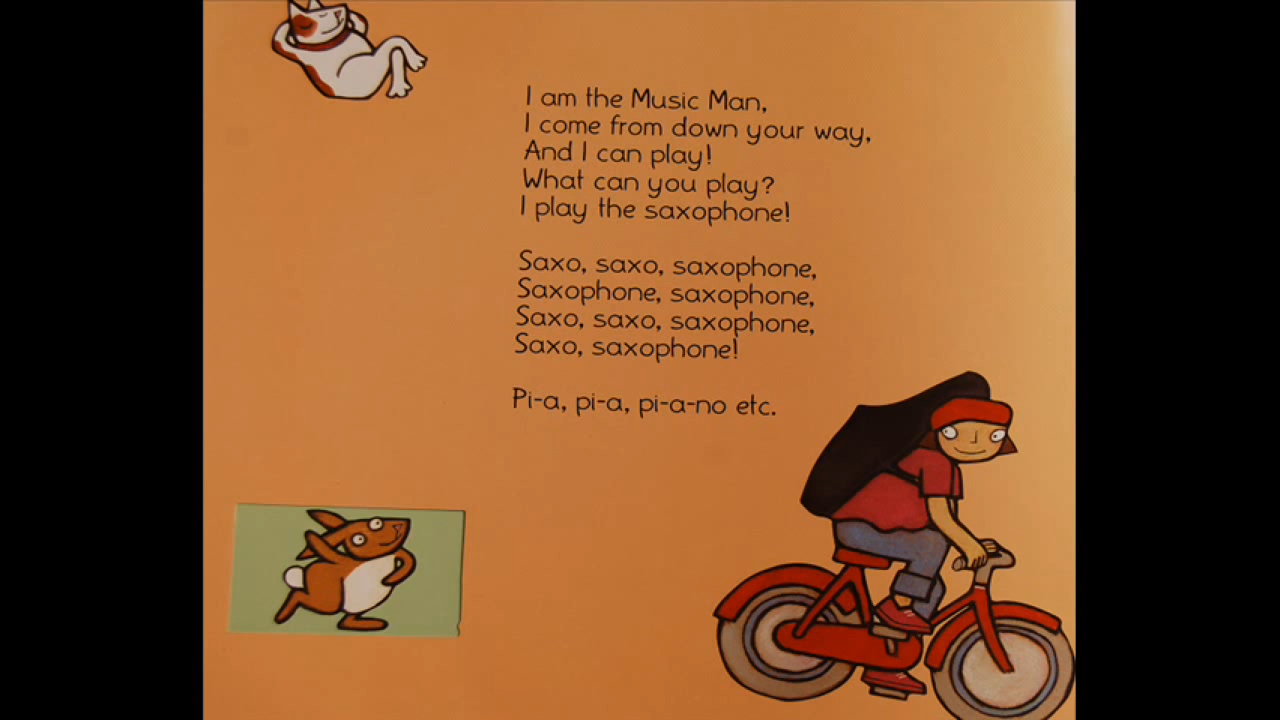 I am the Music Man,
I come from down your way,
And I can play!
What can you play?
I play the saxophone!
Saxo, saxo, saxophone,
Saxophone, saxophone,
Saxo, saxo, saxophone,
Saxo, saxophone!
Pi-a, pi-a, pi-a-no etc.